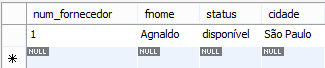 num_fornecedor fnome status cidade
1 Agnaldo disponível São Paulo
NULL NULL NULL NULL